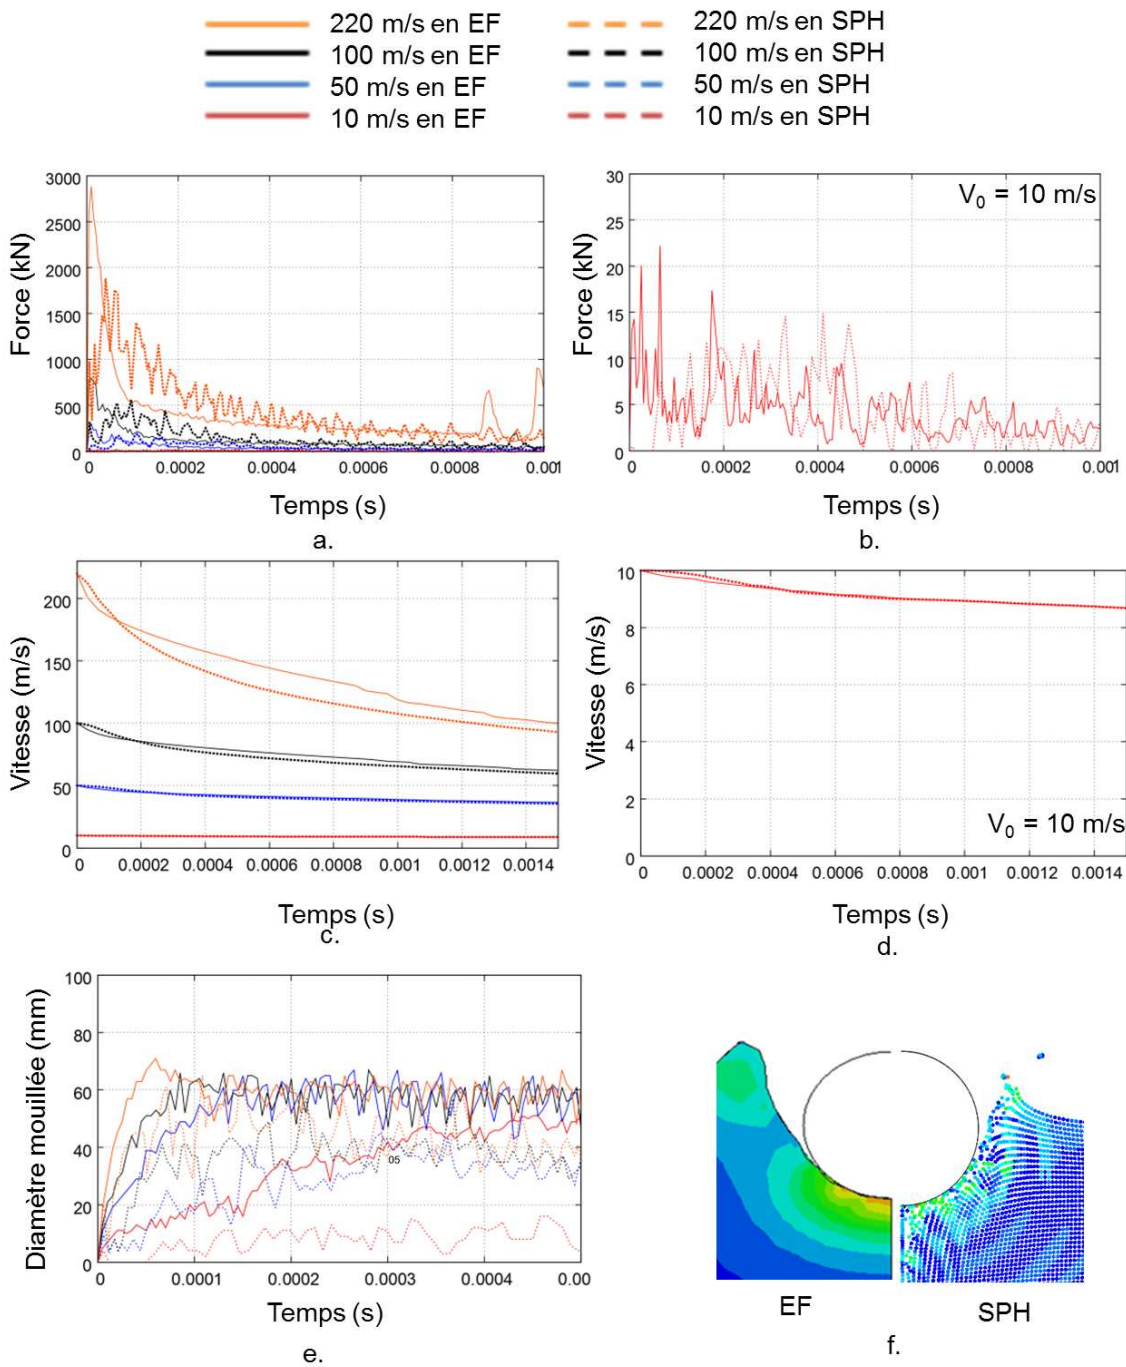 220 m/s en EF
220 m/s en SPH
100 m/s en EF
100 m/s en SPH
50 m/s en EF
50 m/s en SPH
10 m/s en EF
10 m/s en SPH
Force (kN)
3000
2500
2000
1500
1000
500
0
0 0.0002 0.0004 0.0006 0.0008 0.001
Temps (s)
a.
Force (kN)
30
25
20
15
10
5
0
V₀ = 10 m/s
0 0.0002 0.0004 0.0006 0.0008 0.001
Temps (s)
b.
Vitesse (m/s)
200
150
100
50
0
0 0.0002 0.0004 0.0006 0.0008 0.001 0.0012 0.0014
Temps (s)
c.
Vitesse (m/s)
10
8
6
4
2
0
V₀ = 10 m/s
0 0.0002 0.0004 0.0006 0.0008 0.001 0.0012 0.0014
Temps (s)
d.
Diamètre mouillée (mm)
100
80
60
40
20
0
05
0 0.0001 0.0002 0.0003 0.0004 0.00
Temps (s)
e.
EF
SPH
f.